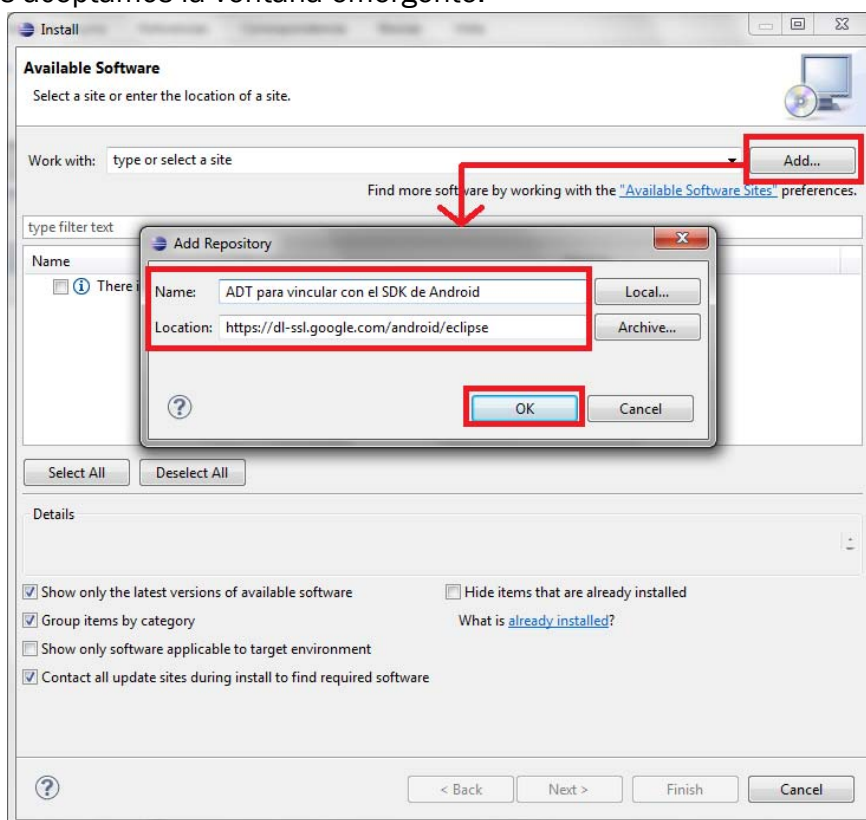 s aceptamos la ventana emergente.
Install
Available Software
Select a site or enter the location of a site.
Work with: type or select a site Add...
Find more software by working with the "Available Software Sites" preferences.
type filter text
Add Repository
Name
There i
Name: ADT para vincular con el SDK de Android Local...
Location: https://dl-ssl.google.com/android/eclipse Archive...
OK Cancel
Select All Deselect All
Details
Show only the latest versions of available software Hide items that are already installed
Group items by category What is already installed?
Show only software applicable to target environment
Contact all update sites during install to find required software
< Back Next > Finish Cancel